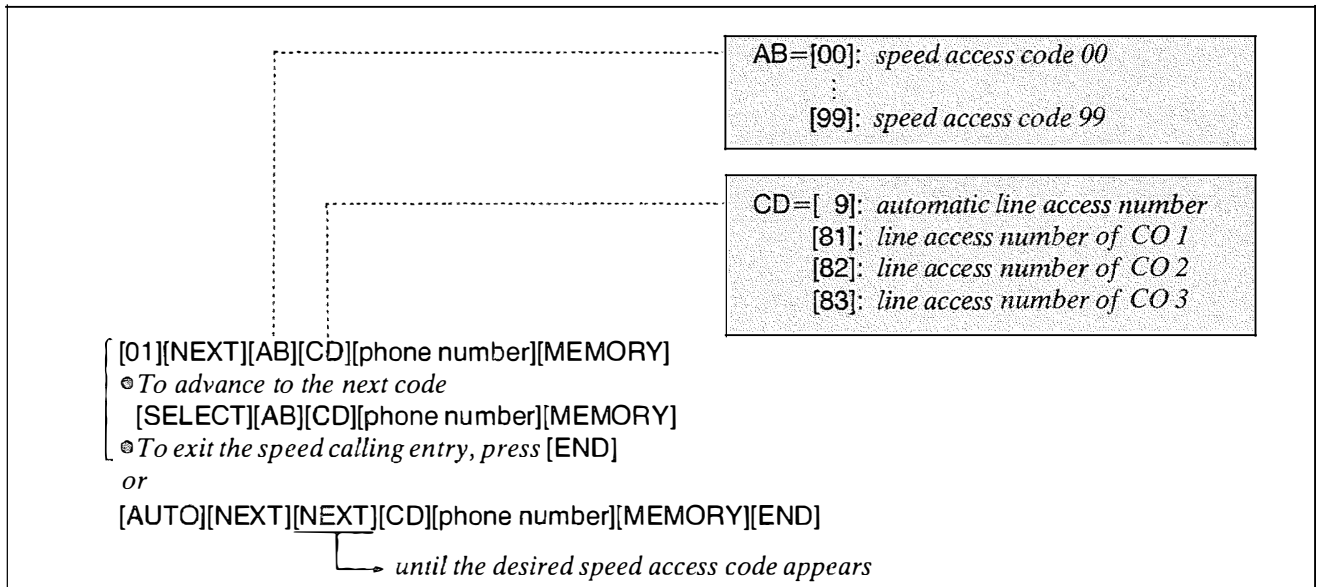 AB=[00]: speed access code 00
⋮
[99]: speed access code 99
CD=[ 9]: automatic line access number
[81]: line access number of CO 1
[82]: line access number of CO 2
[83]: line access number of CO 3
[01][NEXT][AB][CD][phone number][MEMORY]
To advance to the next code
[SELECT][AB][CD][phone number][MEMORY]
To exit the speed calling entry, press [END]
or
[AUTO][NEXT][NEXT][CD][phone number][MEMORY][END]
until the desired speed access code appears